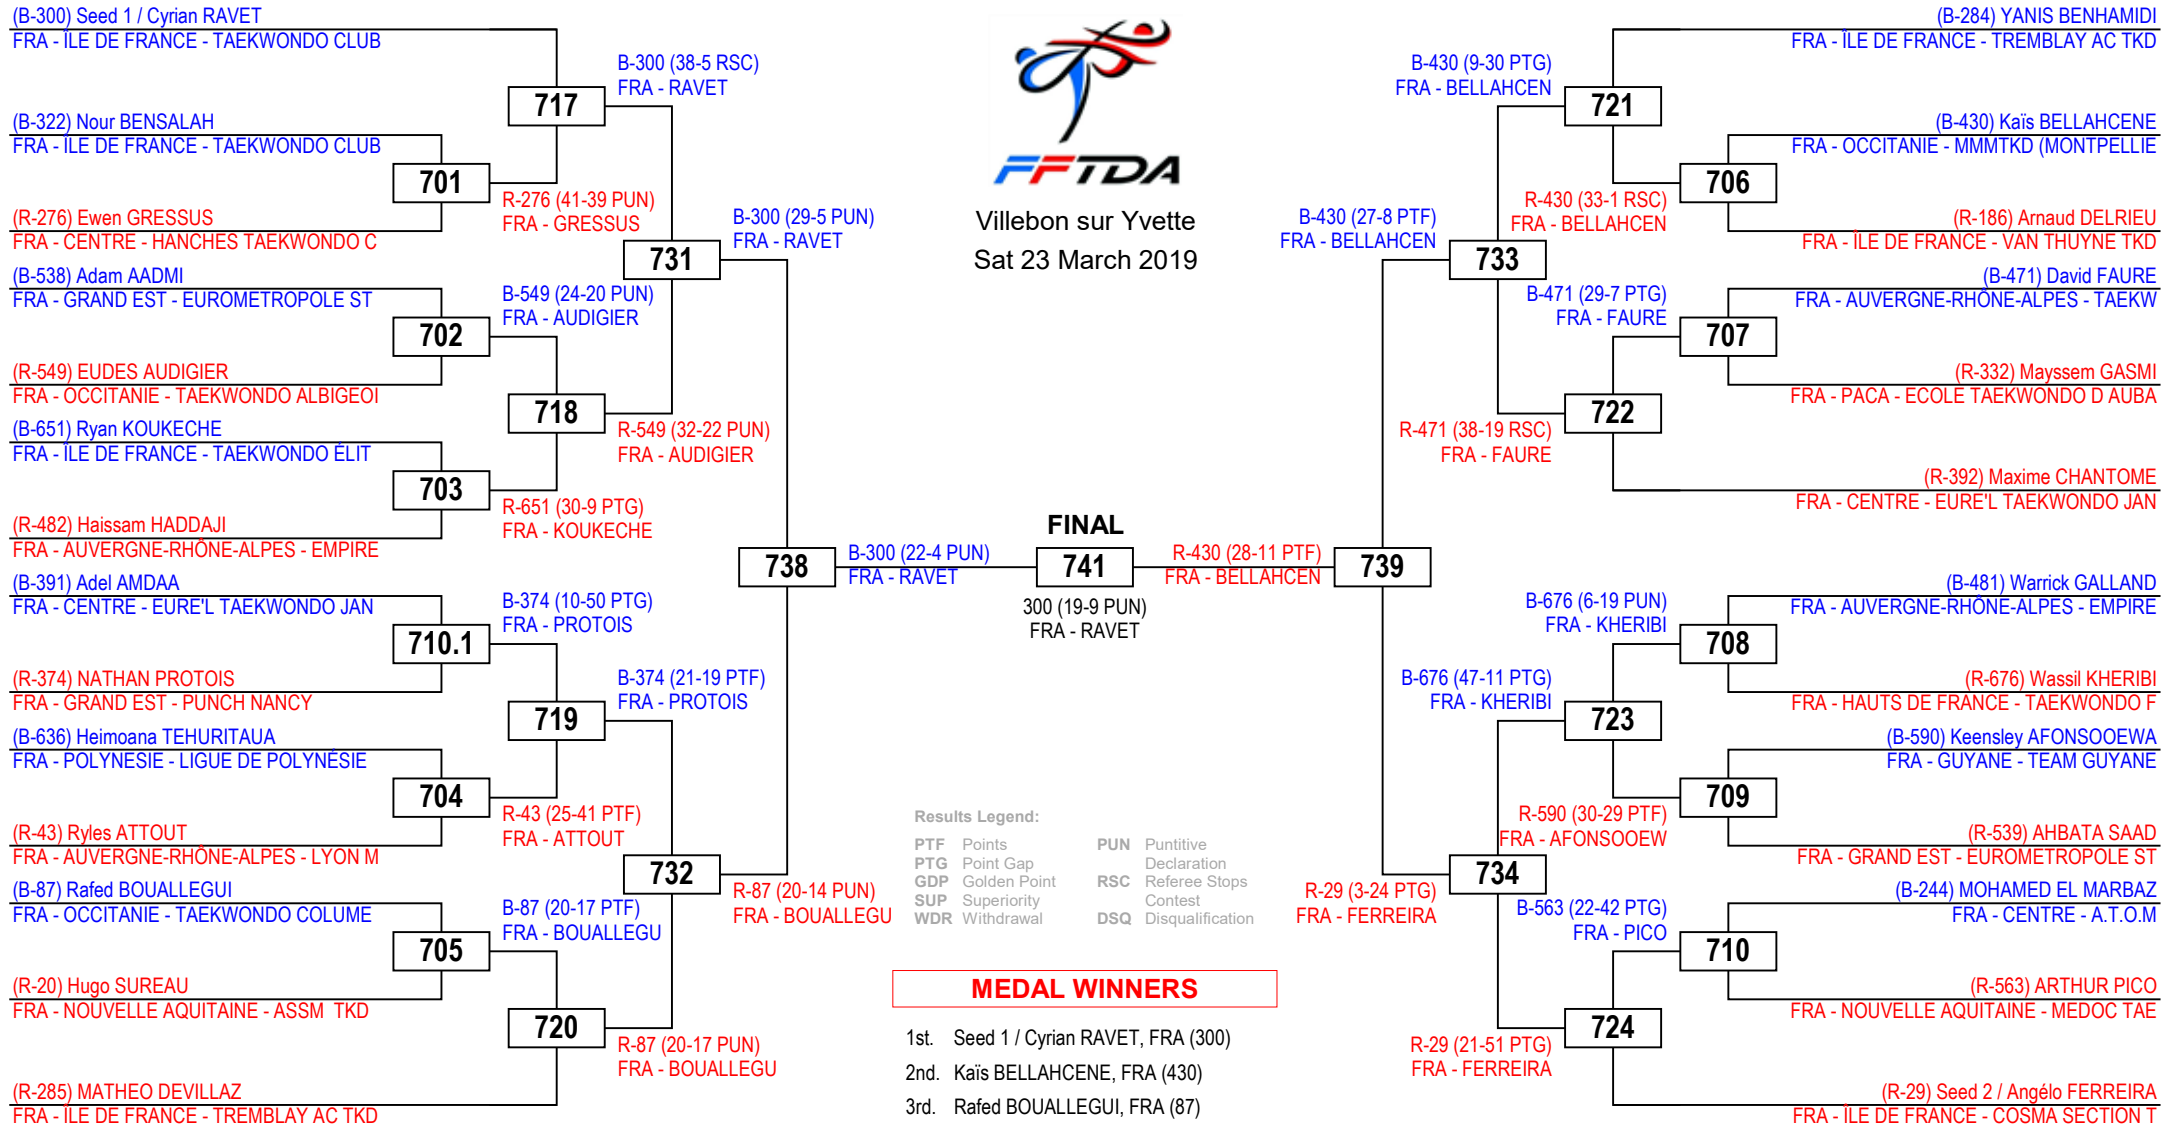 (B-300) Seed 1 / Cyrian RAVET
FRA - ÎLE DE FRANCE - TAEKWONDO CLUB
(B-322) Nour BENSALAH
FRA - ÎLE DE FRANCE - TAEKWONDO CLUB
(R-276) Ewen GRESSUS
FRA - CENTRE - HANCHES TAEKWONDO C
(B-538) Adam AADMI
FRA - GRAND EST - EUROMETROPOLE ST
(R-549) EUDES AUDIGIER
FRA - OCCITANIE - TAEKWONDO ALBIGEOI
(B-651) Ryan KOUKECHE
FRA - ÎLE DE FRANCE - TAEKWONDO ÉLIT
(R-482) Haissam HADDAJI
FRA - AUVERGNE-RHÔNE-ALPES - EMPIRE
(B-391) Adel AMDAA
FRA - CENTRE - EURE'L TAEKWONDO JAN
(R-374) NATHAN PROTOIS
FRA - GRAND EST - PUNCH NANCY
(B-636) Heimoana TEHURITAUA
FRA - POLYNESIE - LIGUE DE POLYNÉSIE
(R-43) Ryles ATTOUT
FRA - AUVERGNE-RHÔNE-ALPES - LYON M
(B-87) Rafed BOUALLEGUI
FRA - OCCITANIE - TAEKWONDO COLUME
(R-20) Hugo SUREAU
FRA - NOUVELLE AQUITAINE - ASSM TKD
(R-285) MATHEO DEVILLAZ
FRA - ÎLE DE FRANCE - TREMBLAY AC TKD
701
702
703
710.1
704
705
R-276 (41-39 PUN)
FRA - GRESSUS
B-549 (24-20 PUN)
FRA - AUDIGIER
R-651 (30-9 PTG)
FRA - KOUKECHE
B-374 (10-50 PTG)
FRA - PROTOIS
R-43 (25-41 PTF)
FRA - ATTOUT
B-87 (20-17 PTF)
FRA - BOUALLEGU
717
718
719
720
B-300 (38-5 RSC)
FRA - RAVET
R-549 (32-22 PUN)
FRA - AUDIGIER
B-374 (21-19 PTF)
FRA - PROTOIS
R-87 (20-17 PUN)
FRA - BOUALLEGU
731
732
B-300 (29-5 PUN)
FRA - RAVET
R-87 (20-14 PUN)
FRA - BOUALLEGU
738
B-300 (22-4 PUN)
FRA - RAVET
FFTDA
Villebon sur Yvette
Sat 23 March 2019
FINAL
741
300 (19-9 PUN)
FRA - RAVET
Results Legend:
PTF Points
PTG Point Gap
GDP Golden Point
SUP Superiority
WDR Withdrawal
PUN Puntitive
Declaration
RSC Referee Stops
Contest
DSQ Disqualification
MEDAL WINNERS
1st. Seed 1 / Cyrian RAVET, FRA (300)
2nd. Kaïs BELLAHCENE, FRA (430)
3rd. Rafed BOUALLEGUI, FRA (87)
R-430 (28-11 PTF)
FRA - BELLAHCEN
739
B-430 (27-8 PTF)
FRA - BELLAHCEN
R-29 (3-24 PTG)
FRA - FERREIRA
733
734
B-430 (9-30 PTG)
FRA - BELLAHCEN
R-471 (38-19 RSC)
FRA - FAURE
B-676 (47-11 PTG)
FRA - KHERIBI
R-29 (21-51 PTG)
FRA - FERREIRA
721
722
723
724
R-430 (33-1 RSC)
FRA - BELLAHCEN
B-471 (29-7 PTG)
FRA - FAURE
B-676 (6-19 PUN)
FRA - KHERIBI
R-590 (30-29 PTF)
FRA - AFONSOOEW
B-563 (22-42 PTG)
FRA - PICO
706
707
708
709
710
(B-284) YANIS BENHAMIDI
FRA - ÎLE DE FRANCE - TREMBLAY AC TKD
(B-430) Kaïs BELLAHCENE
FRA - OCCITANIE - MMMTKD (MONTPELLIE
(R-186) Arnaud DELRIEU
FRA - ÎLE DE FRANCE - VAN THUYNE TKD
(B-471) David FAURE
FRA - AUVERGNE-RHÔNE-ALPES - TAEKW
(R-332) Mayssem GASMI
FRA - PACA - ECOLE TAEKWONDO D AUBA
(R-392) Maxime CHANTOME
FRA - CENTRE - EURE'L TAEKWONDO JAN
(B-481) Warrick GALLAND
FRA - AUVERGNE-RHÔNE-ALPES - EMPIRE
(R-676) Wassil KHERIBI
FRA - HAUTS DE FRANCE - TAEKWONDO F
(B-590) Keensley AFONSOOEWA
FRA - GUYANE - TEAM GUYANE
(R-539) AHBATA SAAD
FRA - GRAND EST - EUROMETROPOLE ST
(B-244) MOHAMED EL MARBAZ
FRA - CENTRE - A.T.O.M
(R-563) ARTHUR PICO
FRA - NOUVELLE AQUITAINE - MEDOC TAE
(R-29) Seed 2 / Angélo FERREIRA
FRA - ÎLE DE FRANCE - COSMA SECTION T